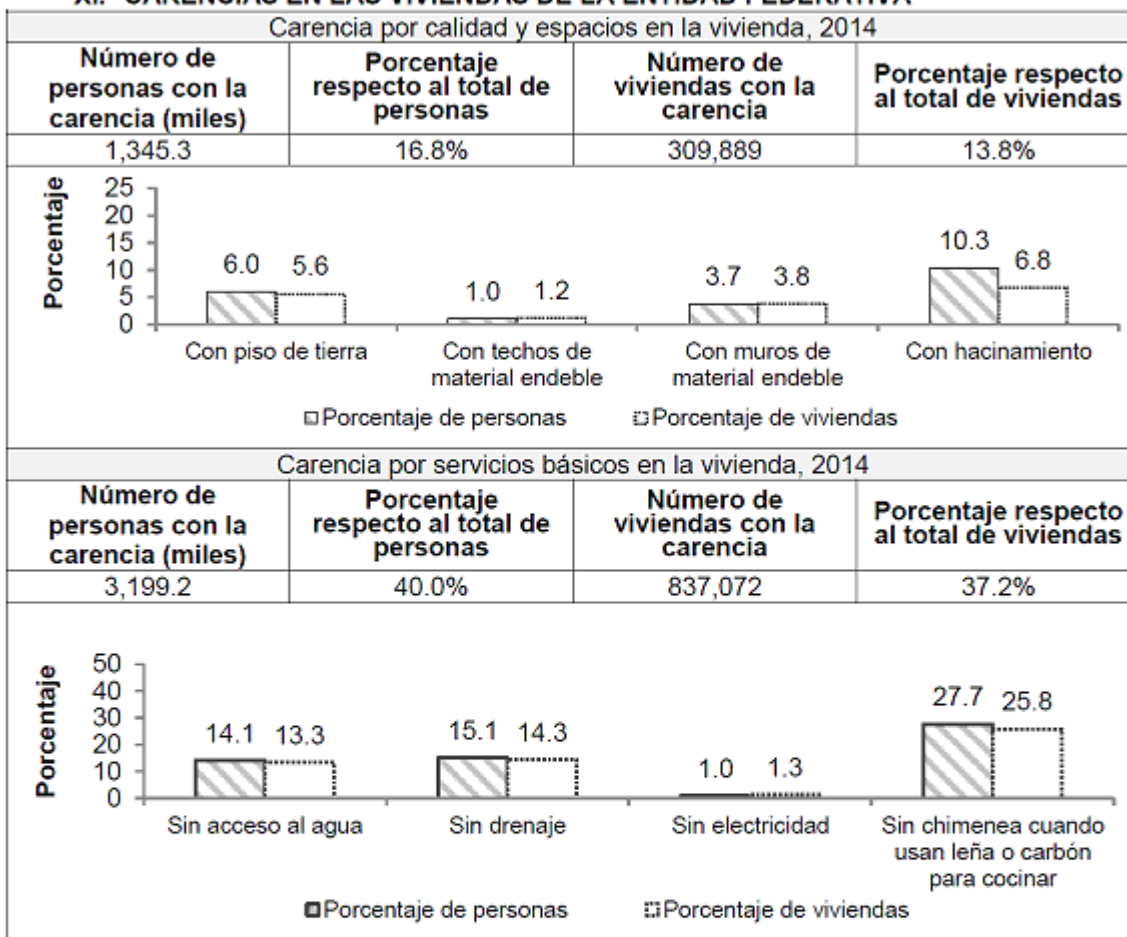 XI. CARENCIAS EN LAS VIVIENDAS DE LA ENTIDAD FEDERATIVA
Carencia por calidad y espacios en la vivienda, 2014
Número de personas con la carencia (miles) Porcentaje respecto al total de personas Número de viviendas con la carencia Porcentaje respecto al total de viviendas
1,345.3 16.8% 309,889 13.8%
Porcentaje
25
20
15
10
5
0
6.0 5.6 1.0 1.2 3.7 3.8 10.3 6.8
Con piso de tierra Con techos de material endeble Con muros de material endeble Con hacinamiento
Porcentaje de personas Porcentaje de viviendas
Carencia por servicios básicos en la vivienda, 2014
Número de personas con la carencia (miles) Porcentaje respecto al total de personas Número de viviendas con la carencia Porcentaje respecto al total de viviendas
3,199.2 40.0% 837,072 37.2%
Porcentaje
50
40
30
20
10
0
14.1 13.3 15.1 14.3 1.0 1.3 27.7 25.8
Sin acceso al agua Sin drenaje Sin electricidad Sin chimenea cuando usan leña o carbón para cocinar
Porcentaje de personas Porcentaje de viviendas